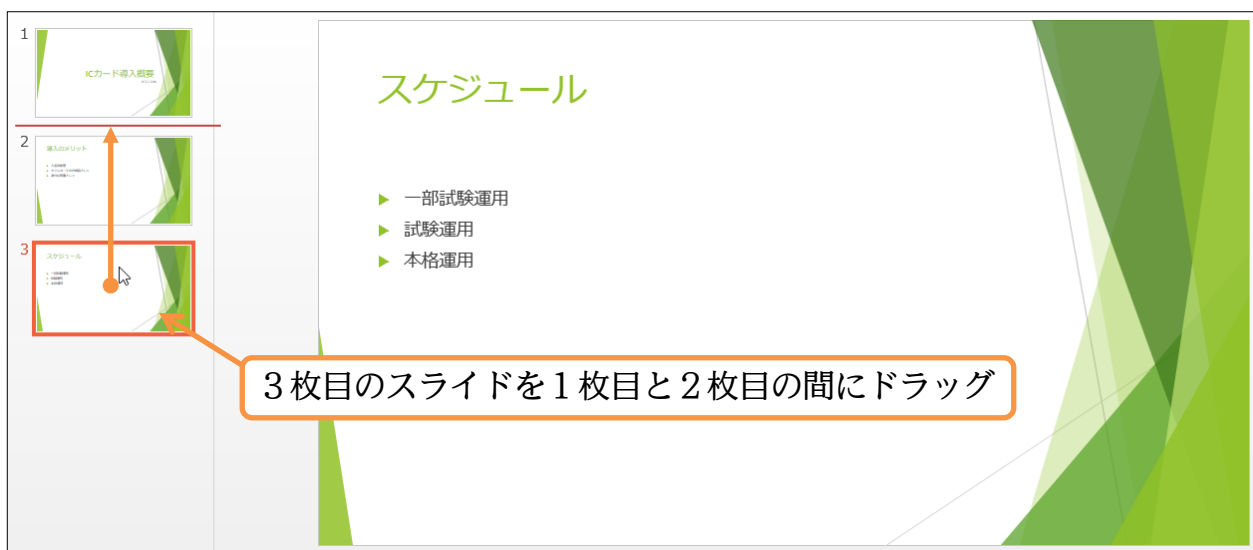 1
ICカード導入概要
2
導入のメリット
3
スケジュール
スケジュール
一部試験運用
試験運用
本格運用
３枚目のスライドを１枚目と２枚目の間にドラッグ